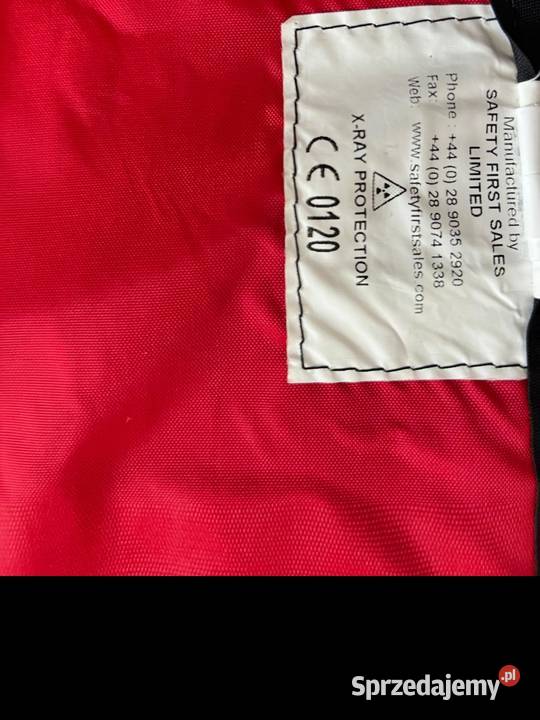 Manufactured by
SAFETY FIRST SALES
LIMITED
Phone : +44 (0) 28 9035 2920
Fax: +44 (0) 28 9074 1338
Web: www.safetyfirstsales.com
X-RAY PROTECTION
CE 0120
Sprzedajemy.pl